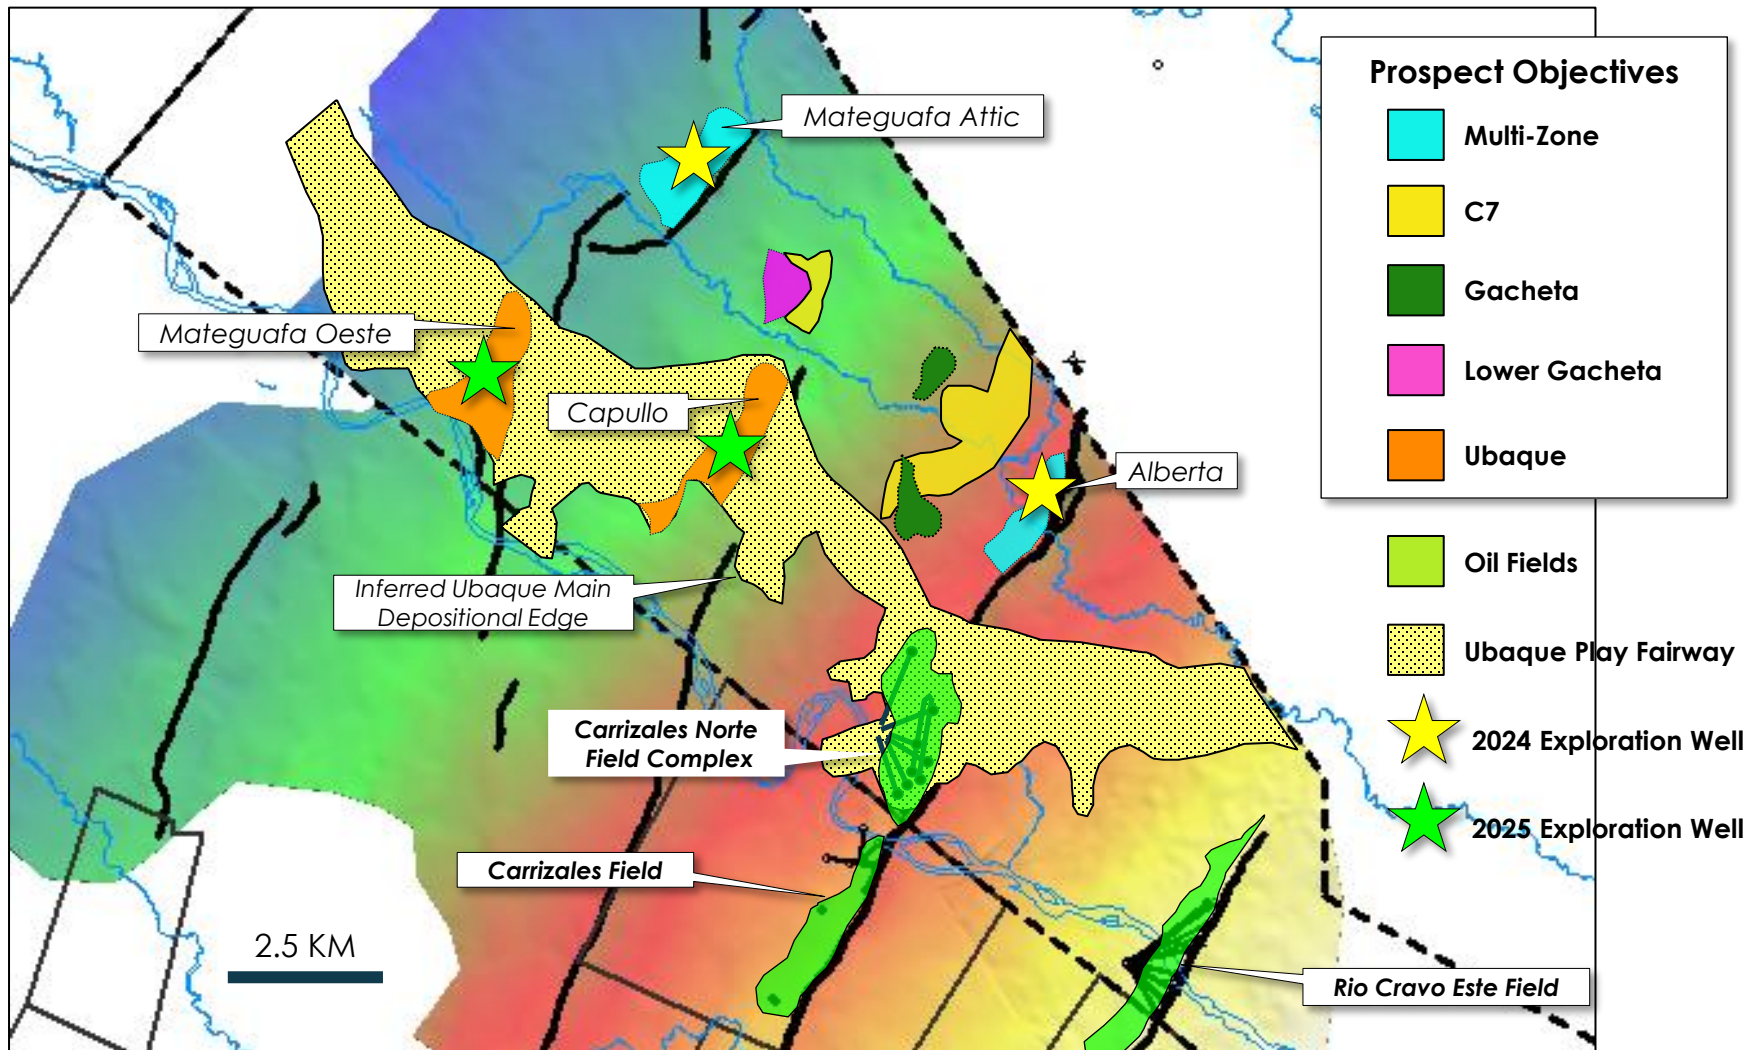 Prospect Objectives
Multi-Zone
C7
Gacheta
Lower Gacheta
Ubaque
Oil Fields
Ubaque Play Fairway
2024 Exploration Well
2025 Exploration Well
Mateguafa Attic
Mateguafa Oeste
Capullo
Alberta
Inferred Ubaque Main
Depositional Edge
Carrizales Norte
Field Complex
Carrizales Field
2.5 KM
Rio Cravo Este Field